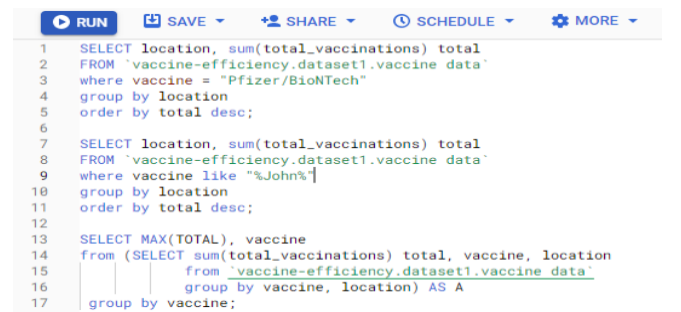 RUN SAVE SHARE SCHEDULE MORE
1 SELECT location, sum(total_vaccinations) total
2 FROM `vaccine-efficiency.dataset1.vaccine data`
3 where vaccine = "Pfizer/BioNTech"
4 group by location
5 order by total desc;
6
7 SELECT location, sum(total_vaccinations) total
8 FROM `vaccine-efficiency.dataset1.vaccine data`
9 where vaccine like "%John%"
10 group by location
11 order by total desc;
12
13 SELECT MAX(TOTAL), vaccine
14 from (SELECT sum(total_vaccinations) total, vaccine, location
15 from `vaccine-efficiency.dataset1.vaccine data`
16 group by vaccine, location) AS A
17 group by vaccine;